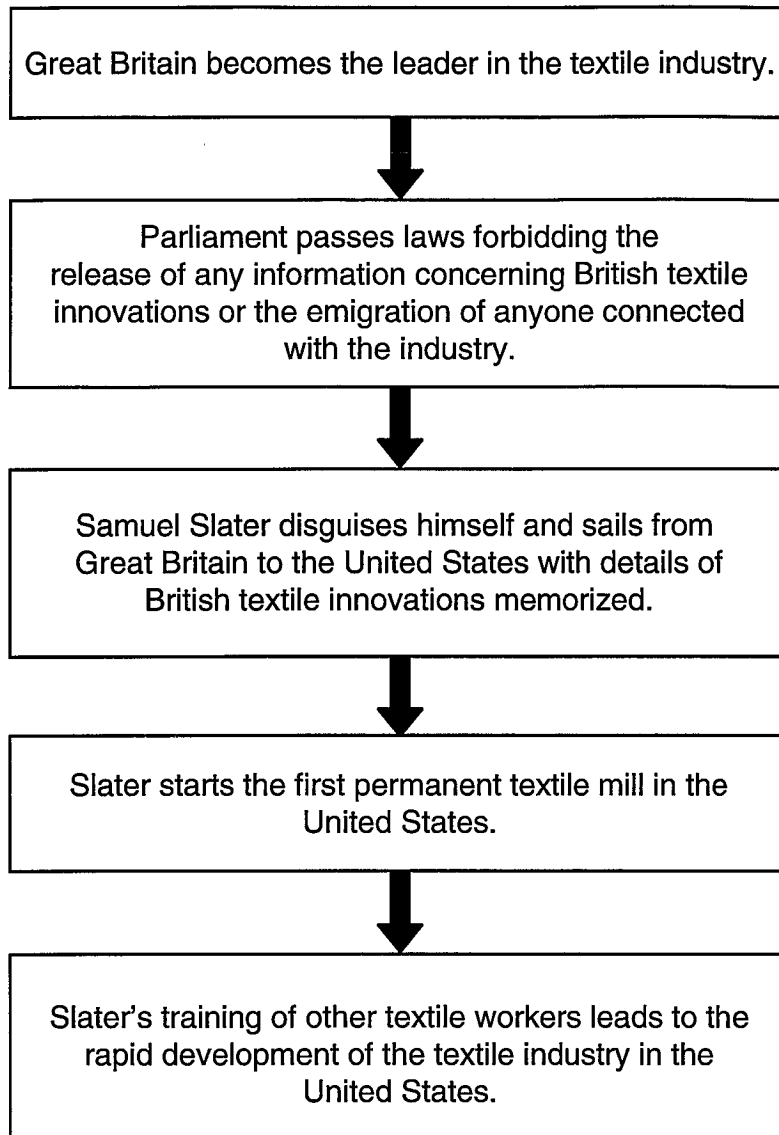 Great Britain becomes the leader in the textile industry.
Parliament passes laws forbidding the
release of any information concerning British textile
innovations or the emigration of anyone connected
with the industry.
Samuel Slater disguises himself and sails from
Great Britain to the United States with details of
British textile innovations memorized.
Slater starts the first permanent textile mill in the
United States.
Slater's training of other textile workers leads to the
rapid development of the textile industry in the
United States.